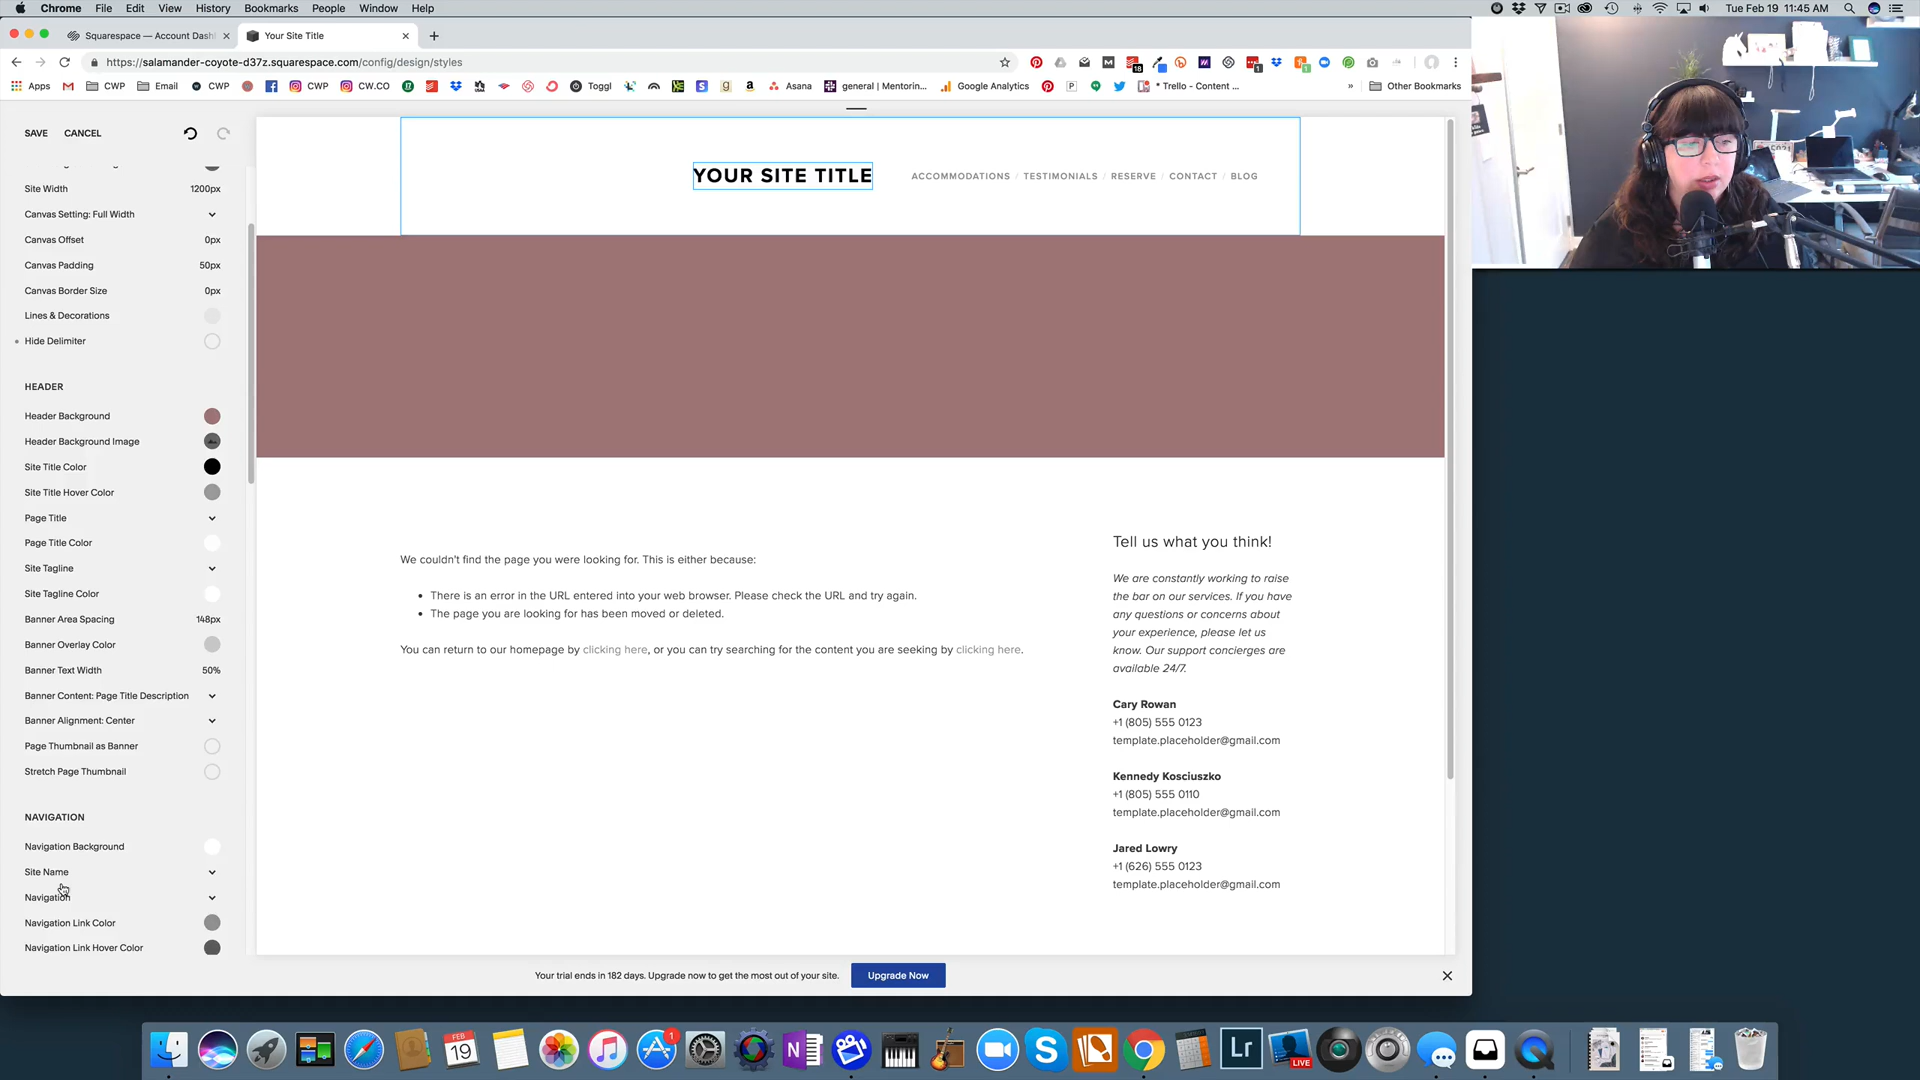 Chrome File Edit View History Bookmarks People Window Help
Tue Feb 19 11:45 AM
Squarespace — Account Dash
Your Site Title
https://salamander-coyote-d37z.squarespace.com/config/design/styles
18
1
1
Apps CWP Email CWP CWP CW.CO Toggl Asana general | Mentorin... Google Analytics * Trello - Content ... » Other Bookmarks
SAVE CANCEL
Site Width 1200px
Canvas Setting: Full Width
Canvas Offset 0px
Canvas Padding 50px
Canvas Border Size 0px
Lines & Decorations
Hide Delimiter
HEADER
Header Background
Header Background Image
Site Title Color
Site Title Hover Color
Page Title
Page Title Color
Site Tagline
Site Tagline Color
Banner Area Spacing 148px
Banner Overlay Color
Banner Text Width 50%
Banner Content: Page Title Description
Banner Alignment: Center
Page Thumbnail as Banner
Stretch Page Thumbnail
NAVIGATION
Navigation Background
Site Name
Navigation
Navigation Link Color
Navigation Link Hover Color
YOUR SITE TITLE
ACCOMMODATIONS / TESTIMONIALS / RESERVE / CONTACT / BLOG
We couldn't find the page you were looking for. This is either because:
• There is an error in the URL entered into your web browser. Please check the URL and try again.
• The page you are looking for has been moved or deleted.
You can return to our homepage by clicking here, or you can try searching for the content you are seeking by clicking here.
Tell us what you think!
We are constantly working to raise
the bar on our services. If you have
any questions or concerns about
your experience, please let us
know. Our support concierges are
available 24/7.
Cary Rowan
+1 (805) 555 0123
template.placeholder@gmail.com
Kennedy Kosciuszko
+1 (805) 555 0110
template.placeholder@gmail.com
Jared Lowry
+1 (626) 555 0123
template.placeholder@gmail.com
Your trial ends in 182 days. Upgrade now to get the most out of your site.
Upgrade Now
FEB
19
1
N
S
Lr
LIVE